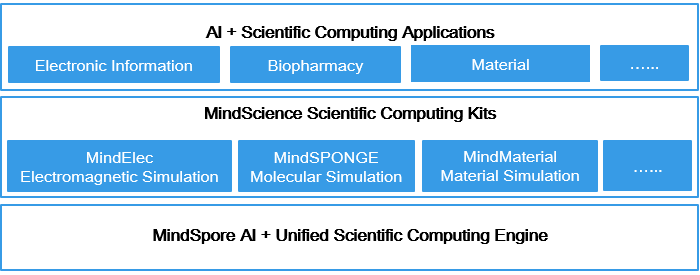 AI + Scientific Computing Applications
Electronic Information
Biopharmacy
Material
…...
MindScience Scientific Computing Kits
MindElec
Electromagnetic Simulation
MindSPONGE
Molecular Simulation
MindMaterial
Material Simulation
…...
MindSpore AI + Unified Scientific Computing Engine